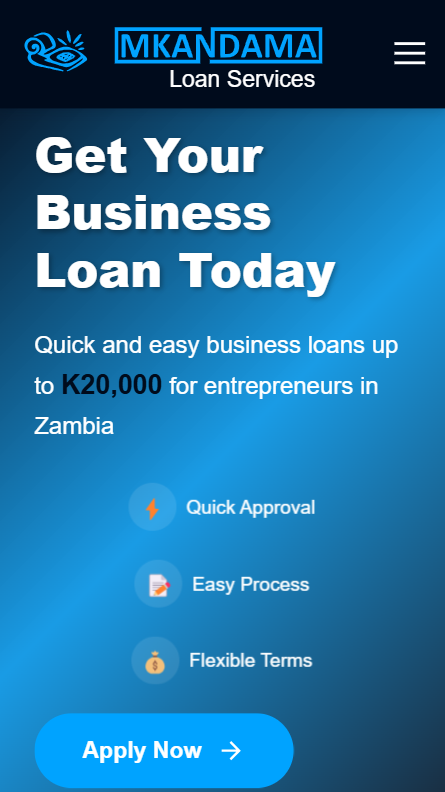 MKANDAMA
Loan Services
Get Your
Business
Loan Today
Quick and easy business loans up
to K20,000 for entrepreneurs in
Zambia
Quick Approval
Easy Process
Flexible Terms
Apply Now